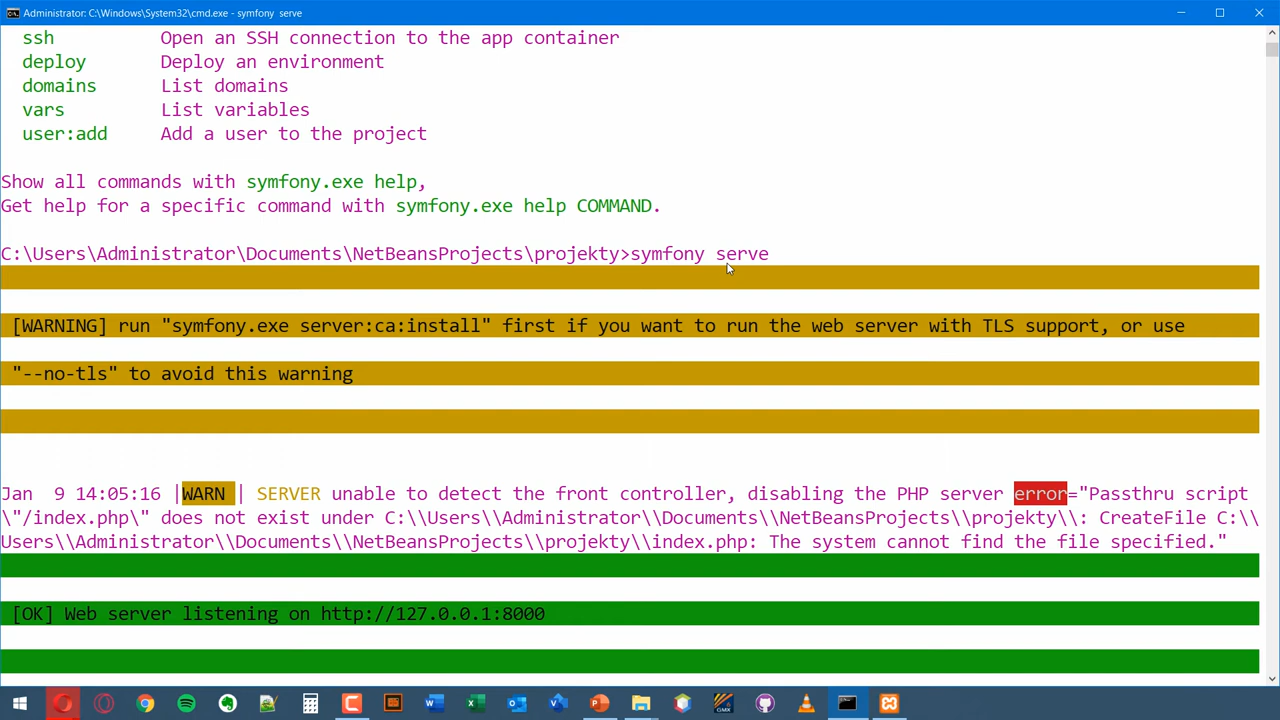 Administrator: C:\Windows\System32\cmd.exe - symfony  serve
ssh          Open an SSH connection to the app container
deploy       Deploy an environment
domains      List domains
vars         List variables
user:add     Add a user to the project
Show all commands with symfony.exe help,
Get help for a specific command with symfony.exe help COMMAND.
C:\Users\Administrator\Documents\NetBeansProjects\projekty>symfony serve
[WARNING] run "symfony.exe server:ca:install" first if you want to run the web server with TLS support, or use
"--no-tls" to avoid this warning
Jan  9 14:05:16 |WARN | SERVER unable to detect the front controller, disabling the PHP server error="Passthru script
\"/index.php\" does not exist under C:\\Users\\Administrator\\Documents\\NetBeansProjects\\projekty\\: CreateFile C:\\
Users\\Administrator\\Documents\\NetBeansProjects\\projekty\\index.php: The system cannot find the file specified."
[OK] Web server listening on http://127.0.0.1:8000